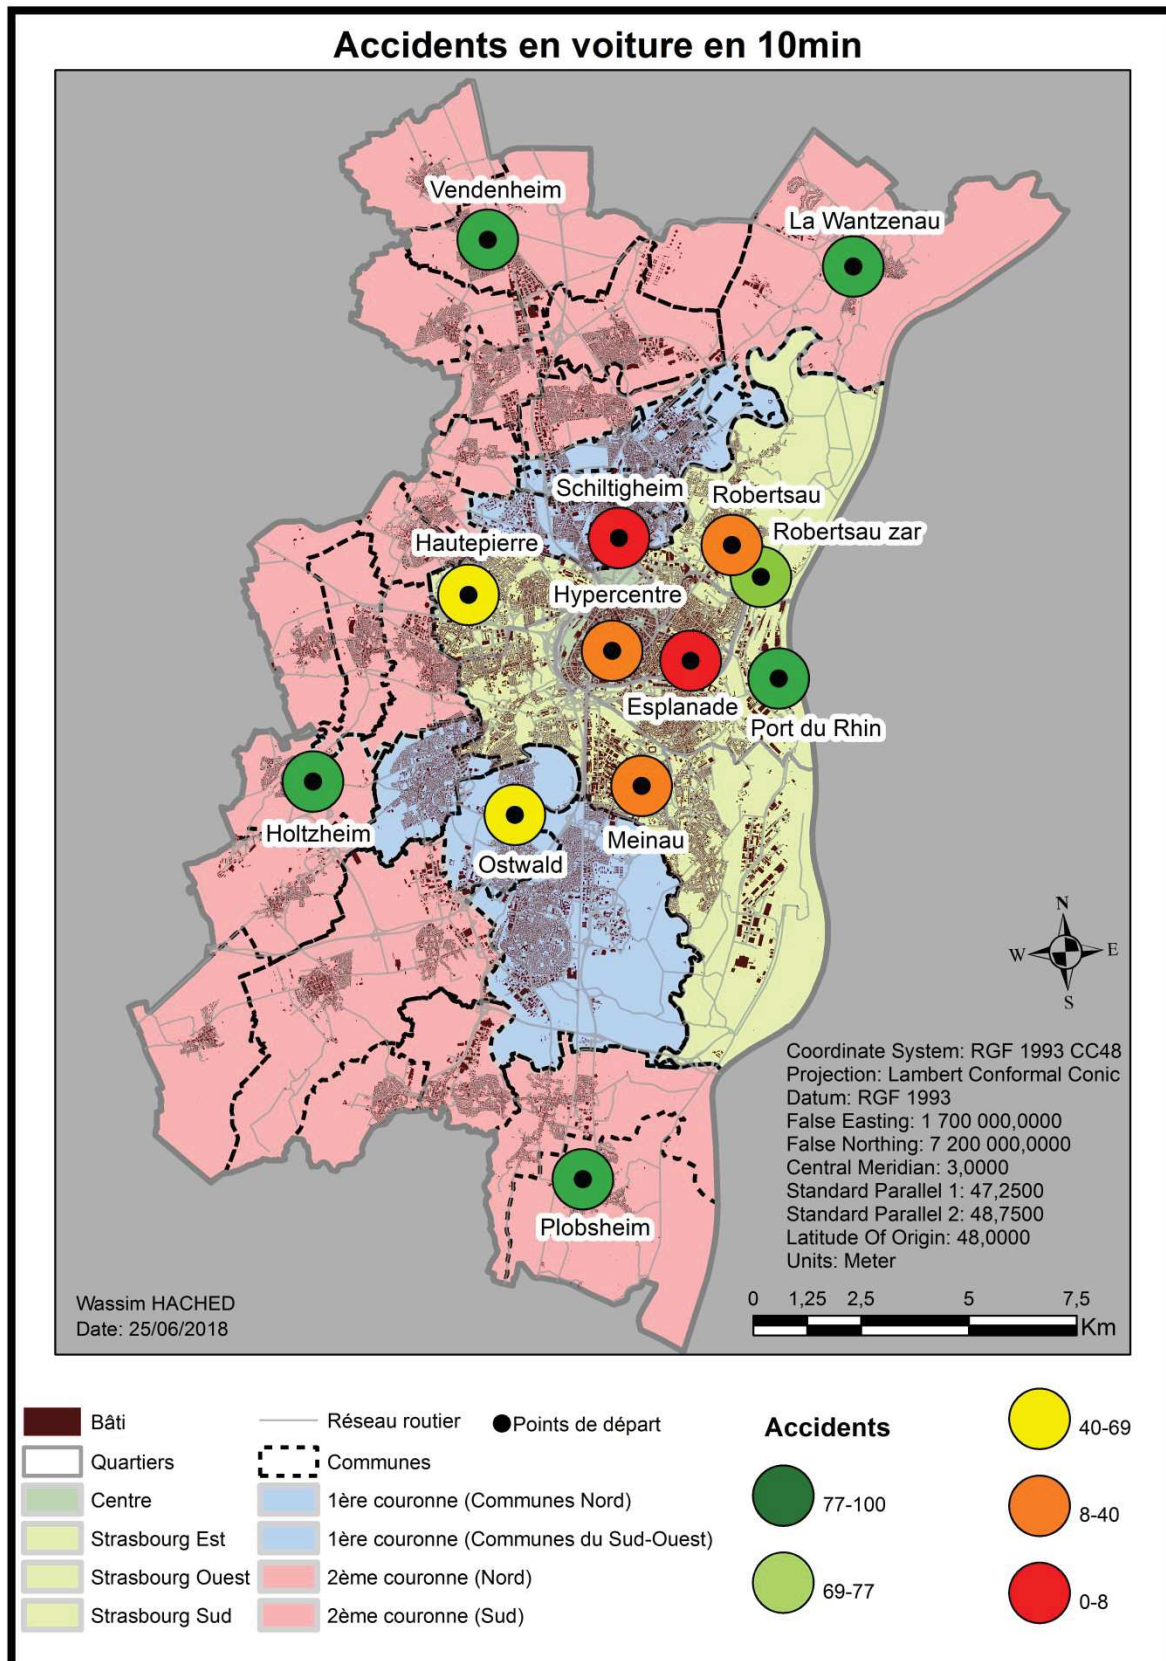 Accidents en voiture en 10min
Vendenheim
La Wantzenau
Schiltigheim
Robertsau
Hautepierre
Robertsau zar
Hypercentre
Esplanade
Port du Rhin
Holtzheim
Meinau
Ostwald
N
W
E
S
Coordinate System: RGF 1993 CC48
Projection: Lambert Conformal Conic
Datum: RGF 1993
False Easting: 1 700 000,0000
False Northing: 7 200 000,0000
Central Meridian: 3,0000
Standard Parallel 1: 47,2500
Standard Parallel 2: 48,7500
Latitude Of Origin: 48,0000
Units: Meter
Plobsheim
Wassim HACHED
Date: 25/06/2018
0 1,25 2,5 5 7,5
Km
Bâti
Quartiers
Centre
Strasbourg Est
Strasbourg Ouest
Strasbourg Sud
Réseau routier
Communes
1ère couronne (Communes Nord)
1ère couronne (Communes du Sud-Ouest)
2ème couronne (Nord)
2ème couronne (Sud)
Points de départ
Accidents
77-100
69-77
40-69
8-40
0-8